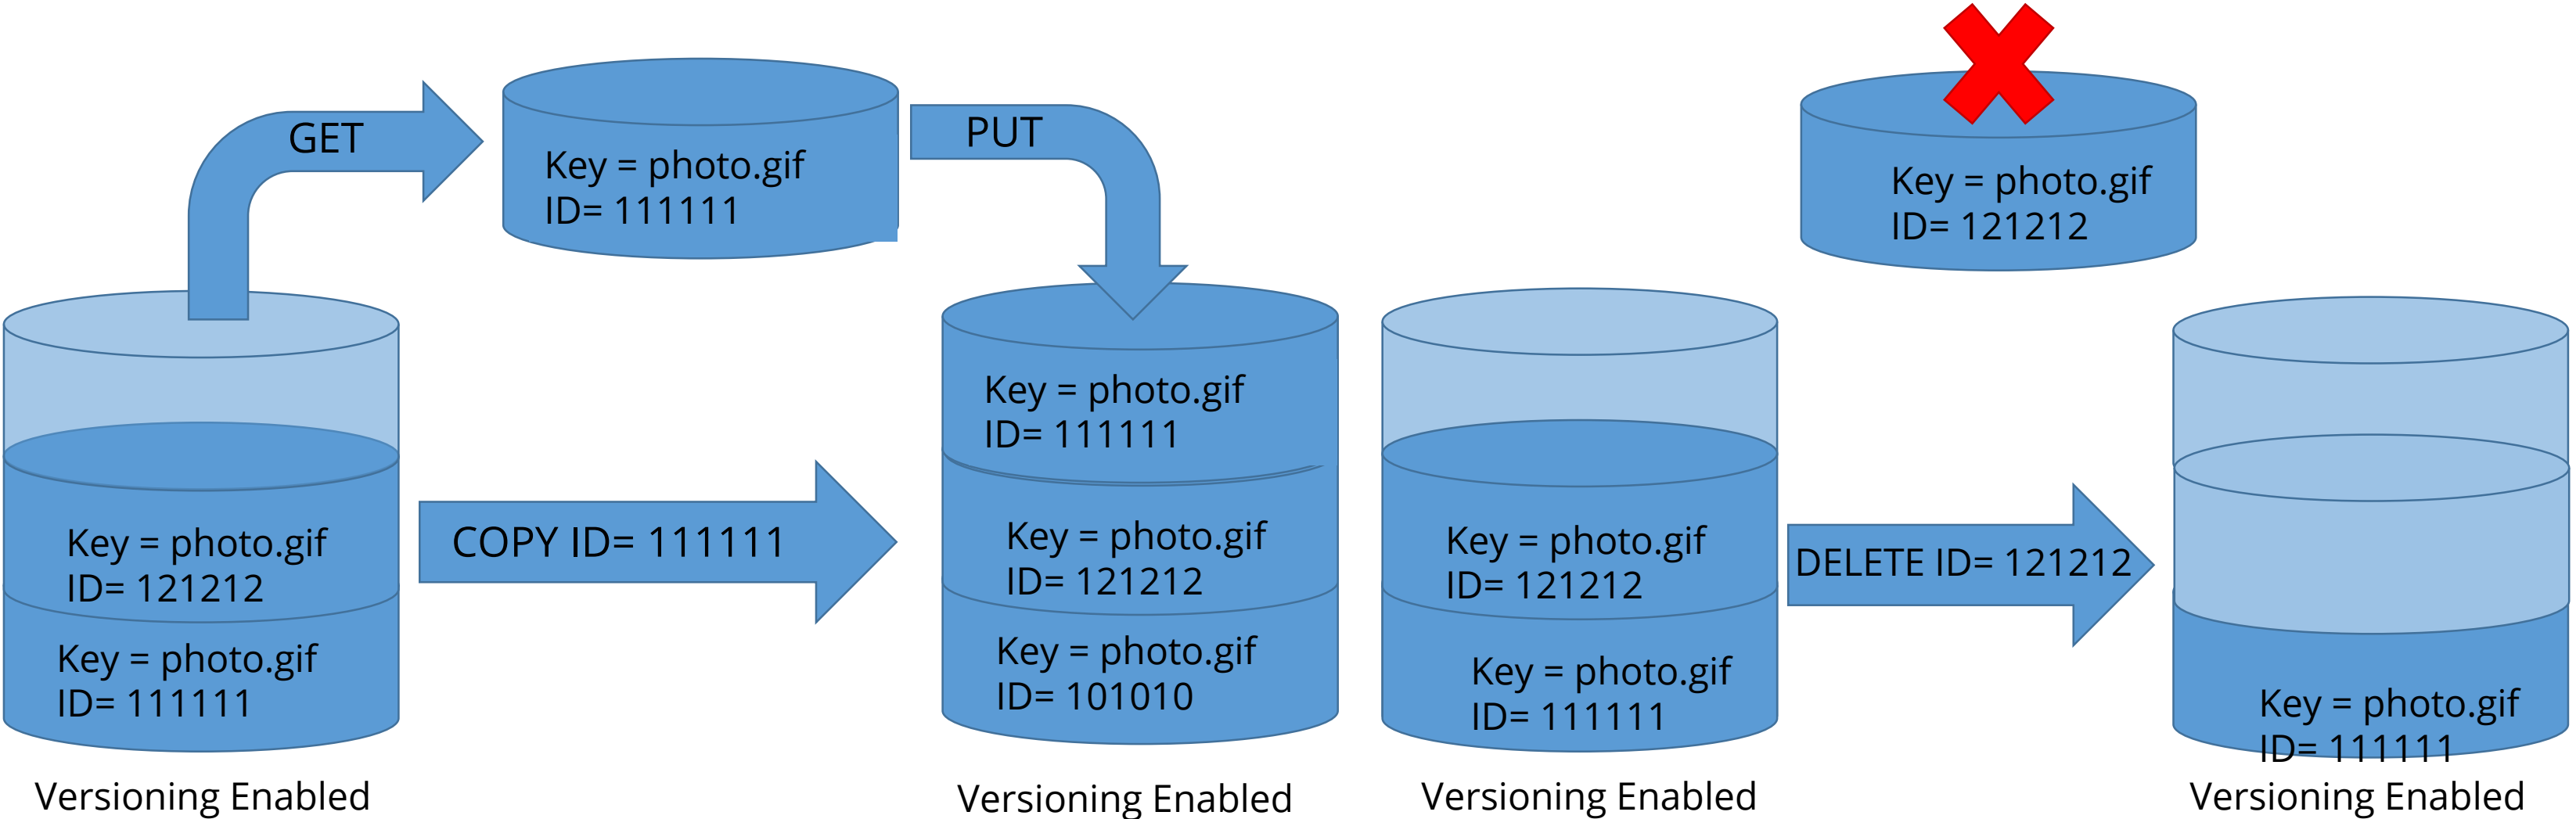 GET
Key = photo.gif
ID= 111111
PUT
Key = photo.gif
ID= 121212
Key = photo.gif
ID= 121212
Key = photo.gif
ID= 111111
Versioning Enabled
COPY ID= 111111
Key = photo.gif
ID= 111111
Key = photo.gif
ID= 121212
Key = photo.gif
ID= 101010
Versioning Enabled
Key = photo.gif
ID= 121212
Key = photo.gif
ID= 111111
Versioning Enabled
DELETE ID= 121212
Key = photo.gif
ID= 111111
Versioning Enabled